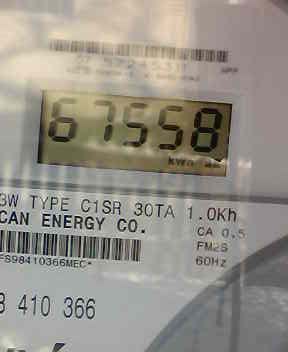 67558
KWH
3W TYPE C1SR 30TA 1.0Kh
CAN ENERGY CO.
CA 0.5
FM2S
60Hz
FS98410366MEC*
8 410 366